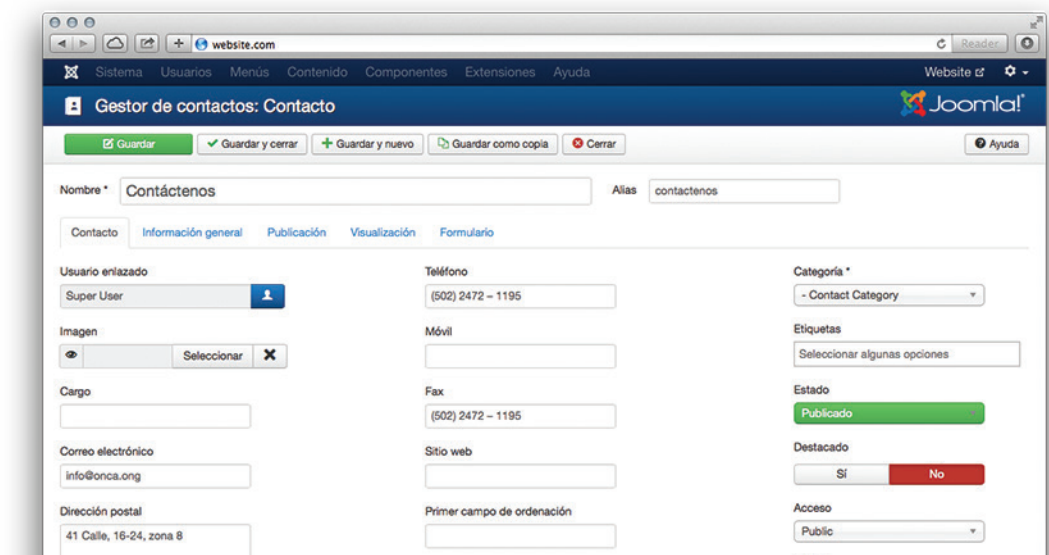 website.com
Reader
Sistema Usuarios Menús Contenido Componentes Extensiones Ayuda
Website
Gestor de contactos: Contacto
Joomla!
Guardar Guardar y cerrar Guardar y nuevo Guardar como copia Cerrar Ayuda
Nombre * Contáctenos Alias contactenos
Contacto Información general Publicación Visualización Formulario
Usuario enlazado Teléfono Categoría *
Super User (502) 2472 – 1195 - Contact Category
Imagen Móvil Etiquetas
Seleccionar Seleccionar algunas opciones
Cargo Fax Estado
(502) 2472 – 1195 Publicado
Correo electrónico Sitio web Destacado
info@onca.ong Sí No
Dirección postal Primer campo de ordenación Acceso
41 Calle, 16-24, zona 8 Public